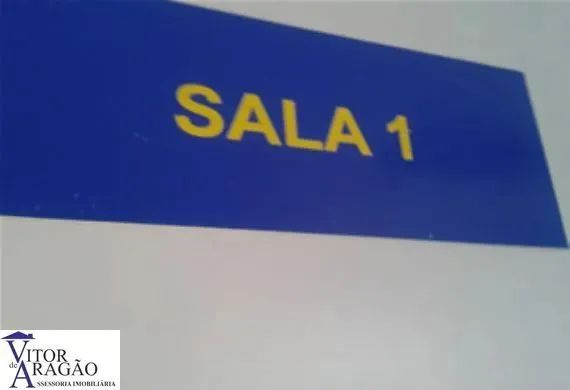 SALA 1
VITOR
de ARAGÃO
ASSESSORIA IMOBILIÁRIA